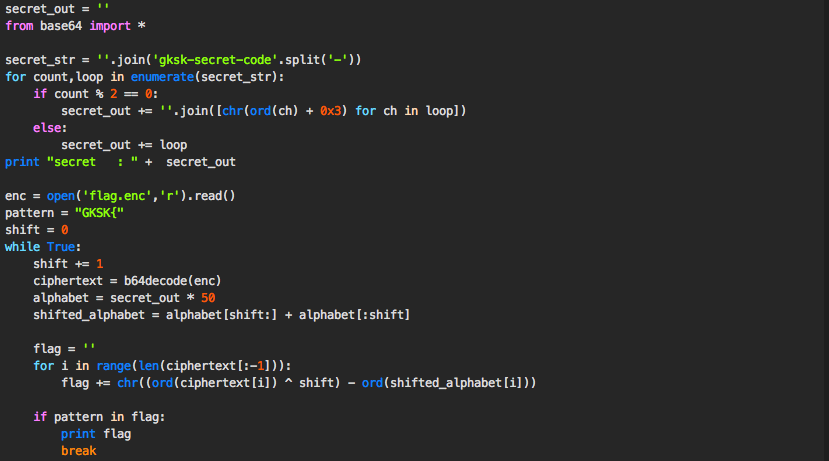 secret_out = ''
from base64 import *
secret_str = ''.join('gksk-secret-code'.split('-'))
for count,loop in enumerate(secret_str):
    if count % 2 == 0:
        secret_out += ''.join([chr(ord(ch) + 0x3) for ch in loop])
    else:
        secret_out += loop
print "secret   : " +  secret_out
enc = open('flag.enc','r').read()
pattern = "GKSK{"
shift = 0
while True:
    shift += 1
    ciphertext = b64decode(enc)
    alphabet = secret_out * 50
    shifted_alphabet = alphabet[shift:] + alphabet[:shift]
    flag = ''
    for i in range(len(ciphertext[:-1])):
        flag += chr((ord(ciphertext[i]) ^ shift) - ord(shifted_alphabet[i]))
    if pattern in flag:
        print flag
        break